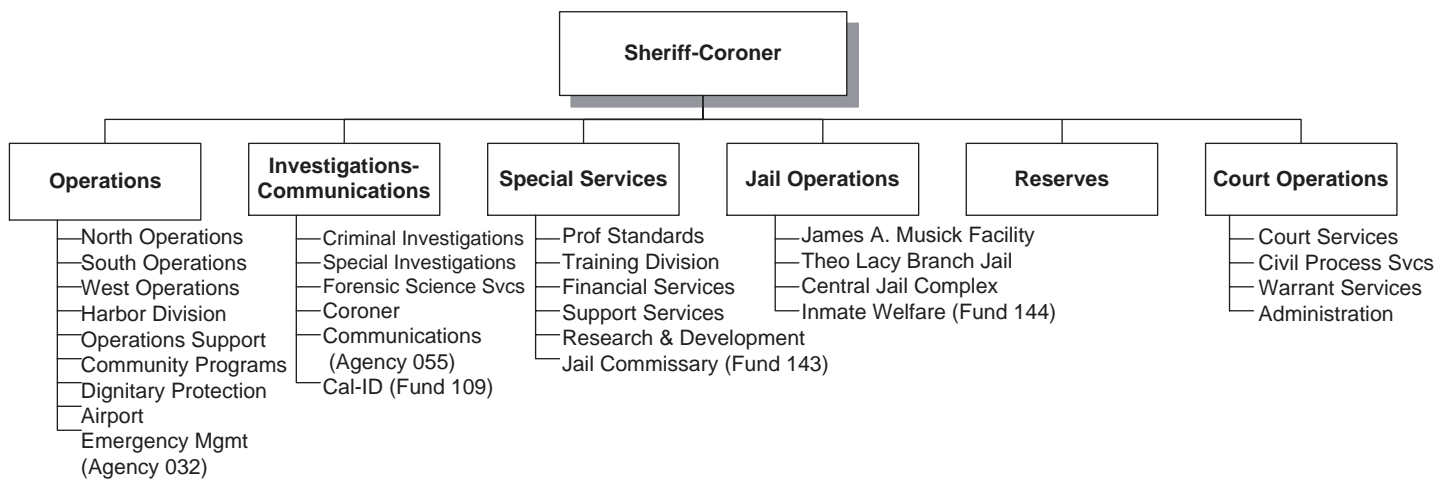 Sheriff-Coroner
Operations
North Operations
South Operations
West Operations
Harbor Division
Operations Support
Community Programs
Dignitary Protection
Airport
Emergency Mgmt
(Agency 032)
Investigations-
Communications
Criminal Investigations
Special Investigations
Forensic Science Svcs
Coroner
Communications
(Agency 055)
Cal-ID (Fund 109)
Special Services
Prof Standards
Training Division
Financial Services
Support Services
Research & Development
Jail Commissary (Fund 143)
Jail Operations
James A. Musick Facility
Theo Lacy Branch Jail
Central Jail Complex
Inmate Welfare (Fund 144)
Reserves
Court Operations
Court Services
Civil Process Svcs
Warrant Services
Administration